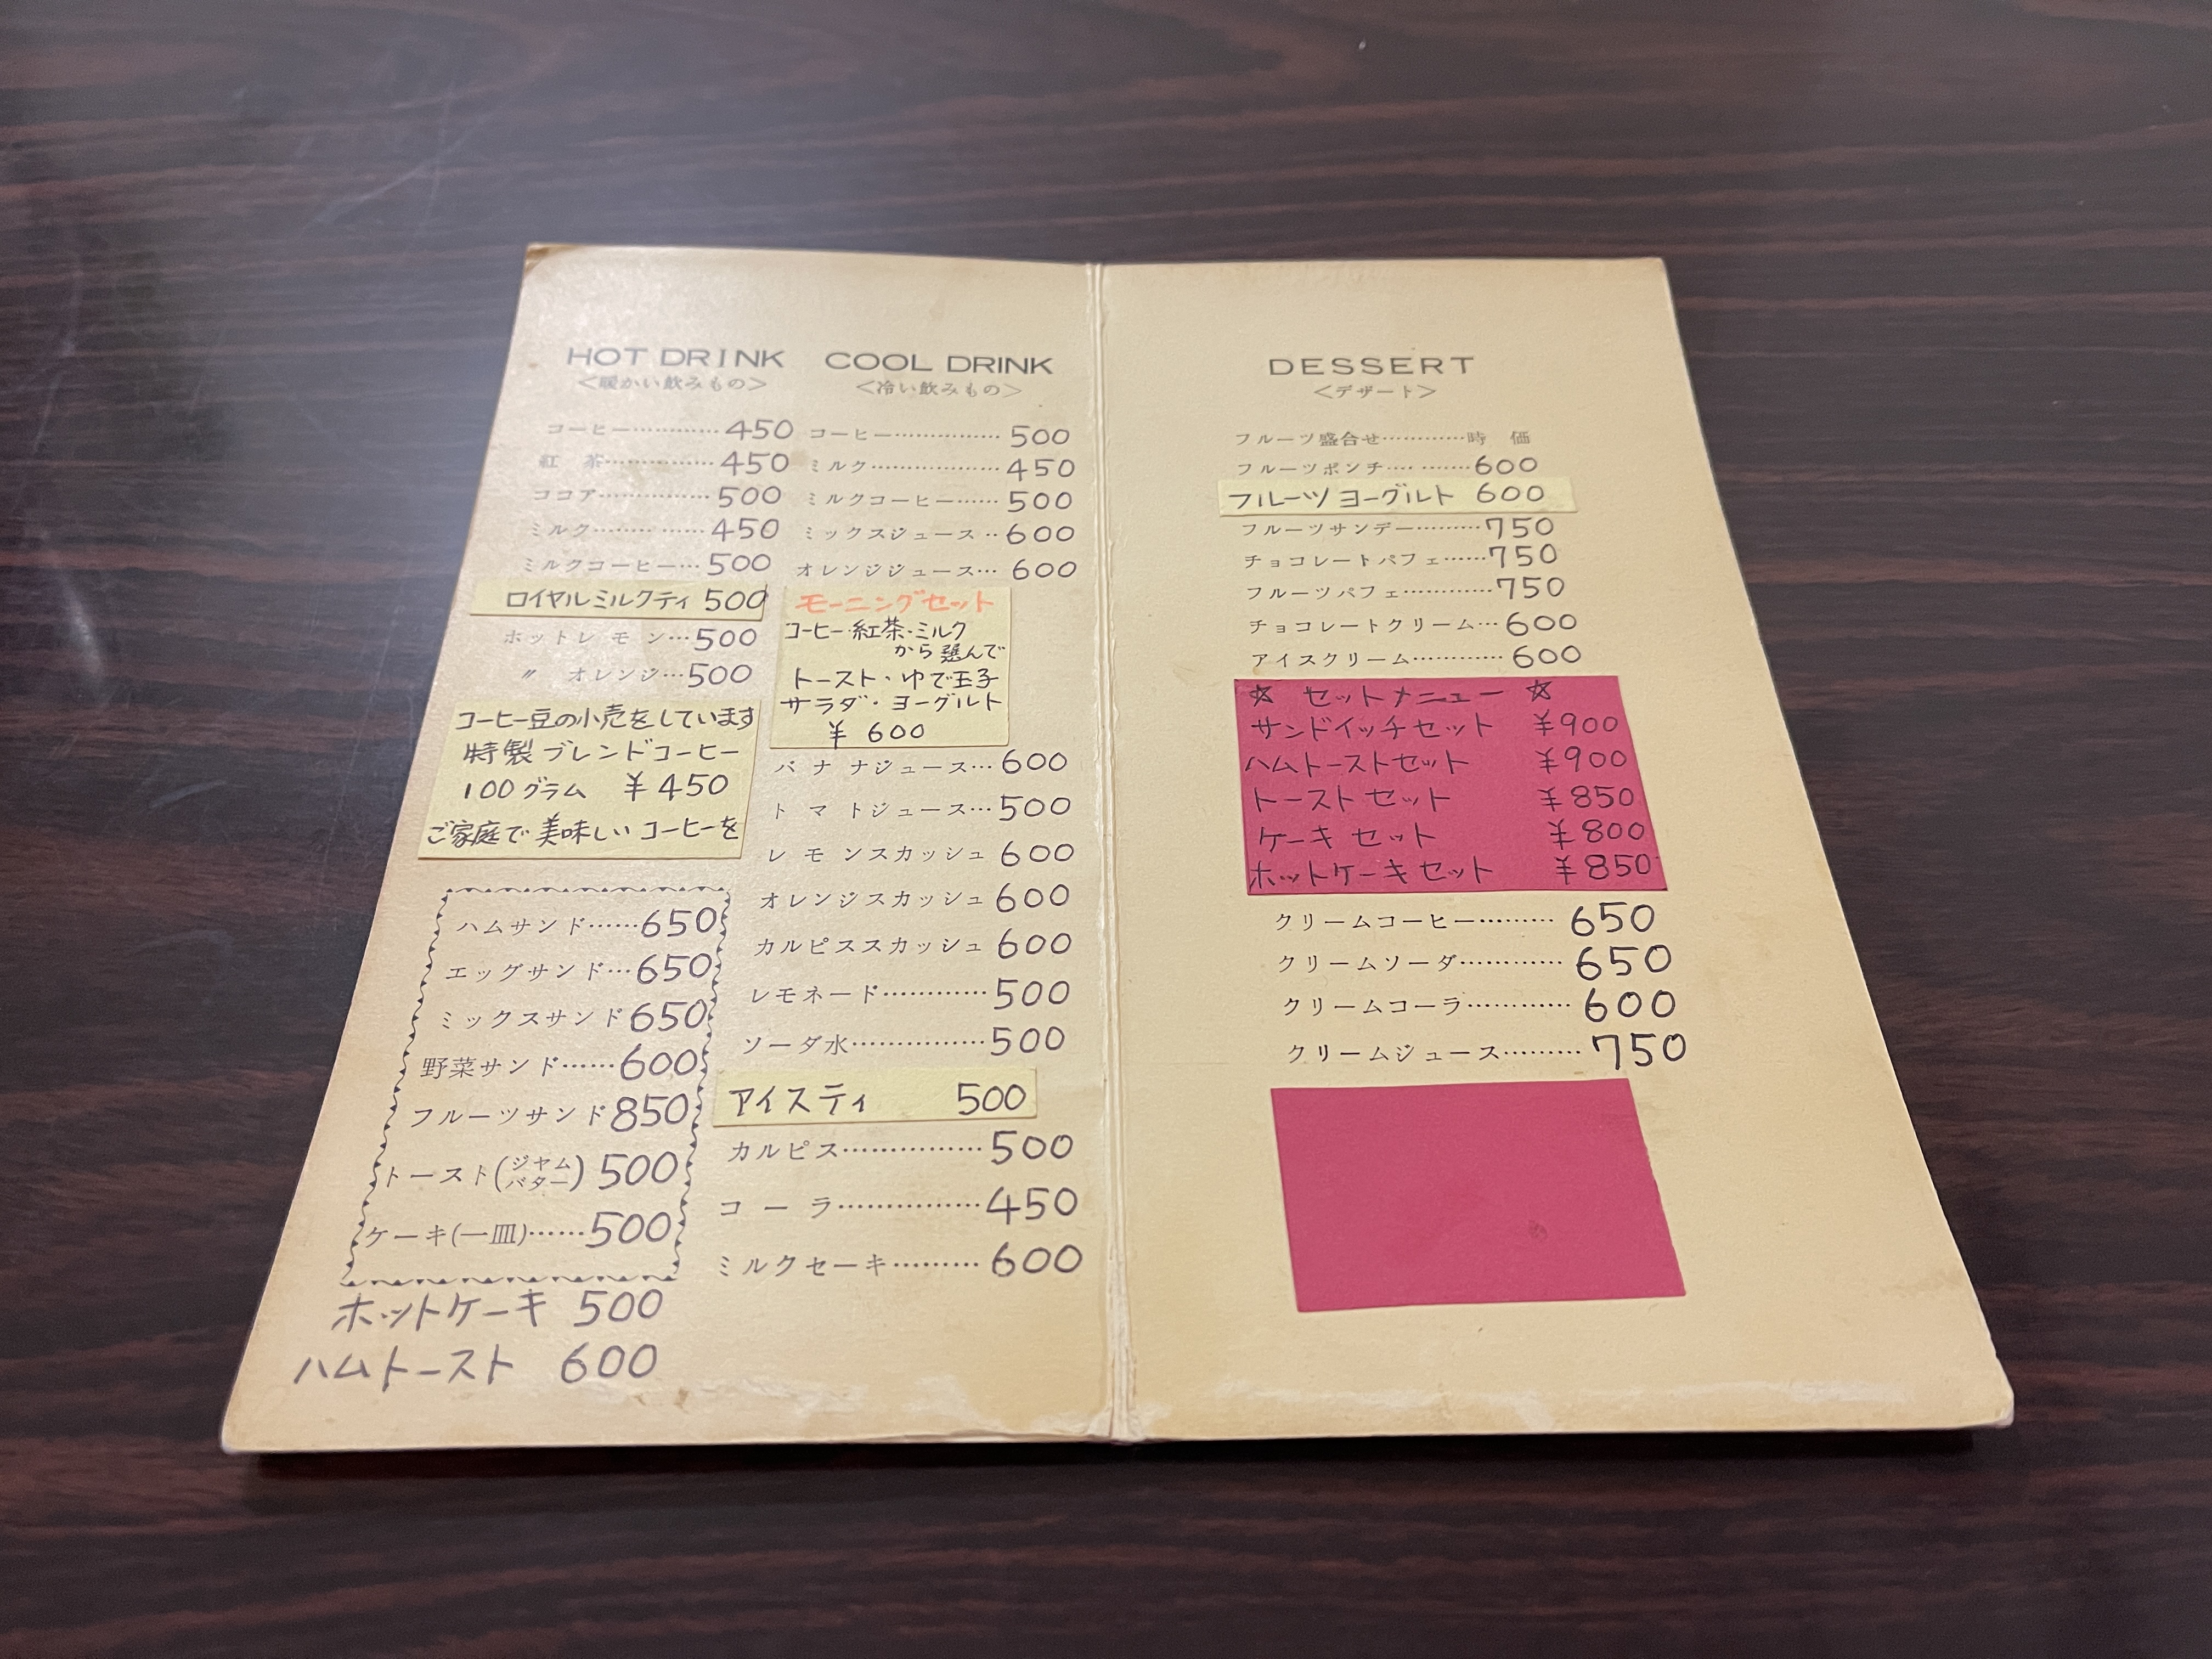 HOT DRINK
<暖かい飲みもの>
コーヒー…………450
紅　茶……………450
ココア……………500
ミルク……… ……450
ミルクコーヒー…500
ロイヤルミルクティ 500
ホットレモン…500
〃　オレンジ…500
コーヒー豆の小売をしています
特製ブレンドコーヒー
100グラム　¥450
ご家庭で美味しいコーヒーを
ハムサンド……650
エッグサンド…650
ミックスサンド650
野菜サンド……600
フルーツサンド850
トースト(ジヤム バター) 500
ケーキ(一皿)……500
ホットケーキ 500
ハムトースト 600
COOL DRINK
<冷い飲みもの>
コーヒー……………500
ミルク………………450
ミルクコーヒー……500
ミックスジュース‥600
オレンジジュース…600
モーニングセット
コーヒー・紅茶・ミルク
から選んで
トースト・ゆで玉子
サラダ・ヨーグルト
¥ 600
バナナジュース…600
トマトジュース…500
レモンスカッシュ 600
オレンジスカッシュ 600
カルピススカッシュ 600
レモネード…………500
ソーダ水……………500
アイスティ 500
カルピス……………500
コーラ……………450
ミルクセーキ………600
DESSERT
<デザート>
フルーツ盛合せ…………時　価
フルーツポンチ…. ……600
フルーツヨーグルト 600
フルーツサンデー………750
チョコレートパフェ……750
フルーツパフェ…………750
チョコレートクリーム…600
アイスクリーム…………600
☆ セットメニュー ☆
サンドイッチセット ¥900
ハムトーストセット ¥900
トーストセット ¥850
ケーキセット ¥800
ホットケーキセット ¥850
クリームコーヒー………650
クリームソーダ…………650
クリームコーラ…………600
クリームジュース………750